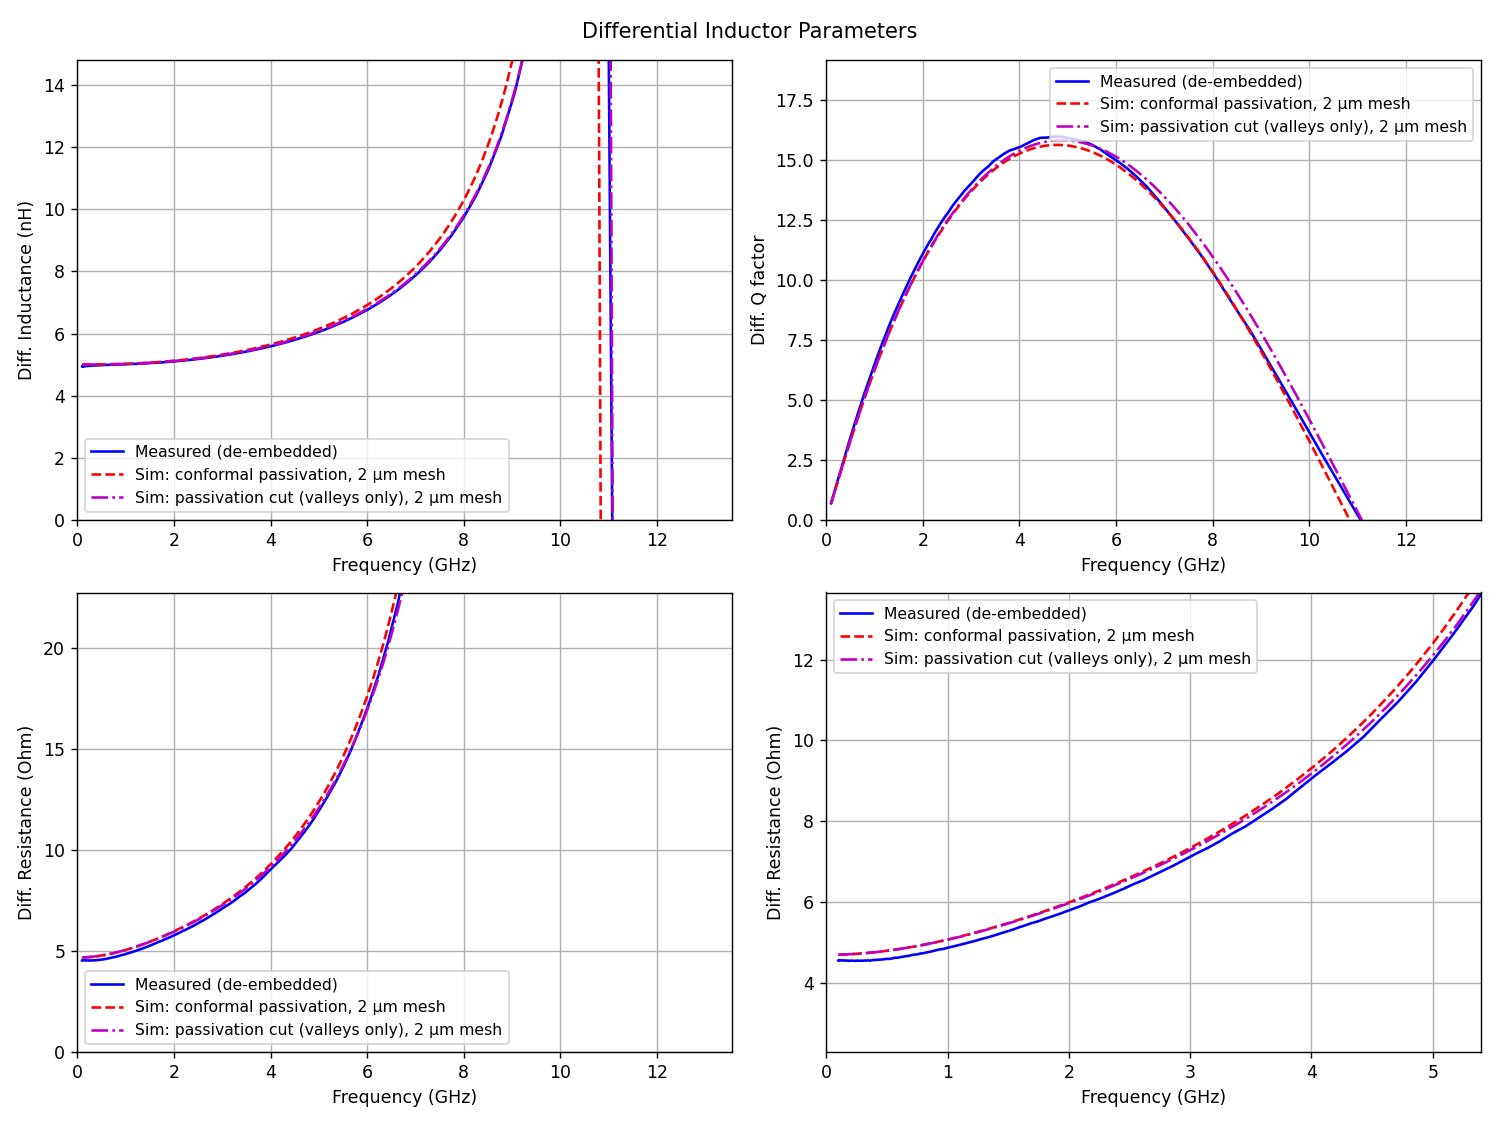 Differential Inductor Parameters
Diff. Inductance (nH)
14
12
10
8
6
4
2
0
Measured (de-embedded)
Sim: conformal passivation, 2 µm mesh
Sim: passivation cut (valleys only), 2 µm mesh
0 2 4 6 8 10 12
Frequency (GHz)
Diff. Q factor
17.5
15.0
12.5
10.0
7.5
5.0
2.5
0.0
Measured (de-embedded)
Sim: conformal passivation, 2 µm mesh
Sim: passivation cut (valleys only), 2 µm mesh
0 2 4 6 8 10 12
Frequency (GHz)
Diff. Resistance (Ohm)
20
15
10
5
0
Measured (de-embedded)
Sim: conformal passivation, 2 µm mesh
Sim: passivation cut (valleys only), 2 µm mesh
0 2 4 6 8 10 12
Frequency (GHz)
Diff. Resistance (Ohm)
12
10
8
6
4
Measured (de-embedded)
Sim: conformal passivation, 2 µm mesh
Sim: passivation cut (valleys only), 2 µm mesh
0 1 2 3 4 5
Frequency (GHz)